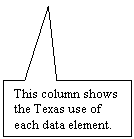 This column shows
the Texas use of
each data element.